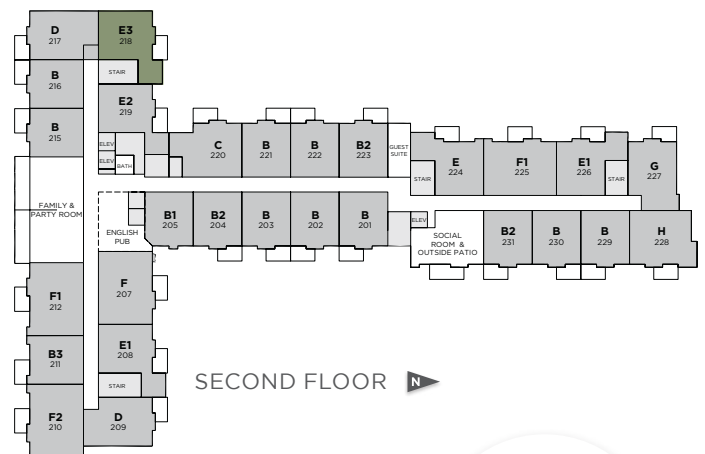 D
217
E3
218
STAIR
B
216
E2
219
B
215
ELEV
ELEV
BATH
C
220
B
221
B
222
B2
223
GUEST
SUITE
E
224
STAIR
F1
225
E1
226
STAIR
G
227
FAMILY &
PARTY ROOM
ENGLISH
PUB
B1
205
B2
204
B
203
B
202
B
201
ELEV
SOCIAL
ROOM &
OUTSIDE PATIO
B2
231
B
230
B
229
H
228
F1
212
F
207
B3
211
E1
208
STAIR
F2
210
D
209
SECOND FLOOR
N